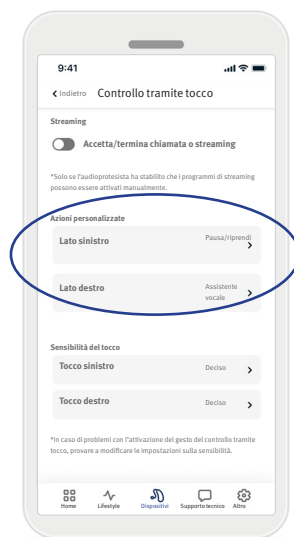 9:41
Indietro Controllo tramite tocco
Streaming
Accetta/termina chiamata o streaming
*Solo se l'audioprotesista ha stabilito che i programmi di streaming
possono essere attivati manualmente.
Azioni personalizzate
Lato sinistro Pausa/riprendi
Lato destro Assistente
vocale
Sensibilità del tocco
Tocco sinistro Deciso
Tocco destro Deciso
*In caso di problemi con l'attivazione del gesto del controllo tramite
tocco, provare a modificare le impostazioni sulla sensibilità.
Home Lifestyle Dispositivi Supporto tecnico Altro